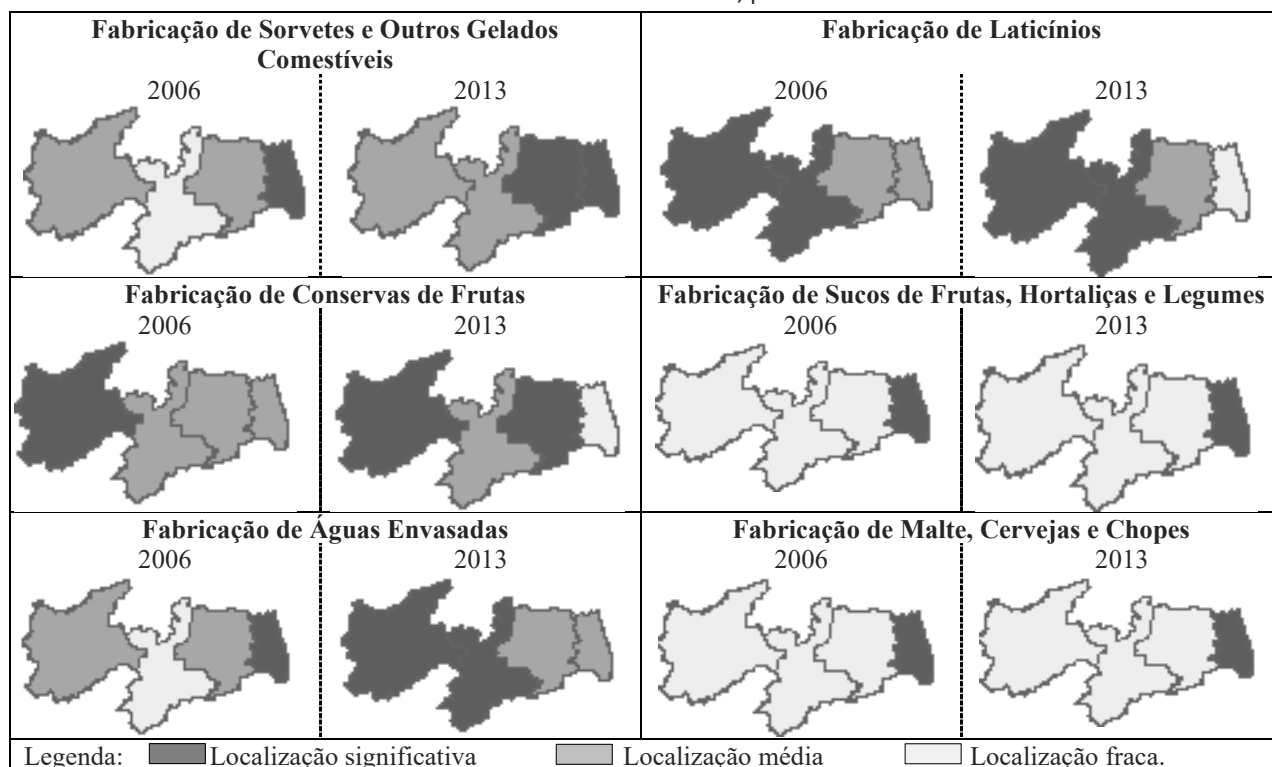 Fabricação de Sorvetes e Outros Gelados
Comestíveis
2006 2013
Fabricação de Laticínios
2006 2013
Fabricação de Conservas de Frutas
2006 2013
Fabricação de Sucos de Frutas, Hortaliças e Legumes
2006 2013
Fabricação de Águas Envasadas
2006 2013
Fabricação de Malte, Cervejas e Chopes
2006 2013
Legenda: Localização significativa Localização média Localização fraca.